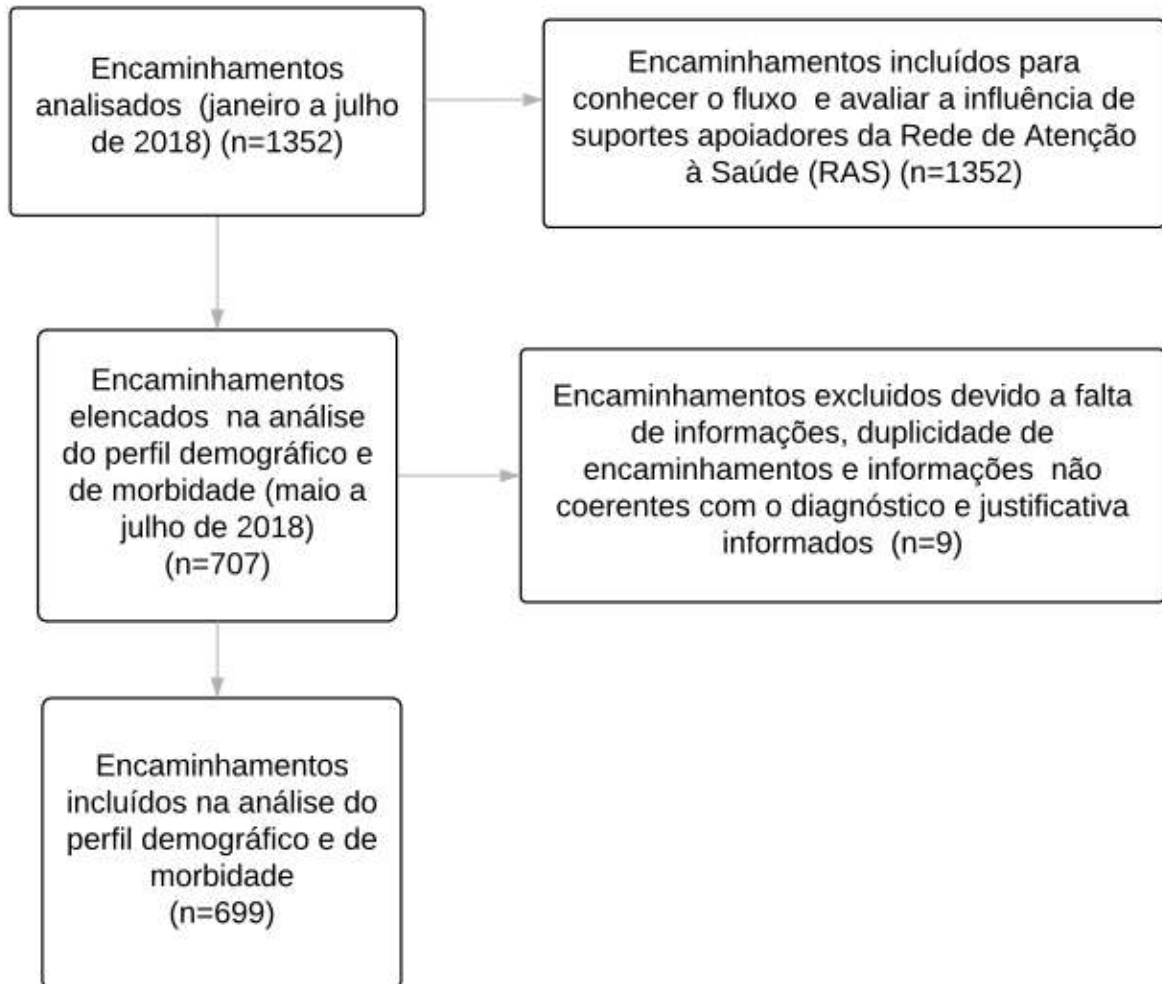 Encaminhamentos
analisados (janeiro a julho
de 2018) (n=1352)
Encaminhamentos incluídos para
conhecer o fluxo e avaliar a influência de
suportes apoiadores da Rede de Atenção
à Saúde (RAS) (n=1352)
Encaminhamentos
elencados na análise
do perfil demográfico e
de morbidade (maio a
julho de 2018)
(n=707)
Encaminhamentos excluidos devido a falta
de informações, duplicidade de
encaminhamentos e informações não
coerentes com o diagnóstico e justificativa
informados (n=9)
Encaminhamentos
incluídos na análise do
perfil demográfico e de
morbidade
(n=699)